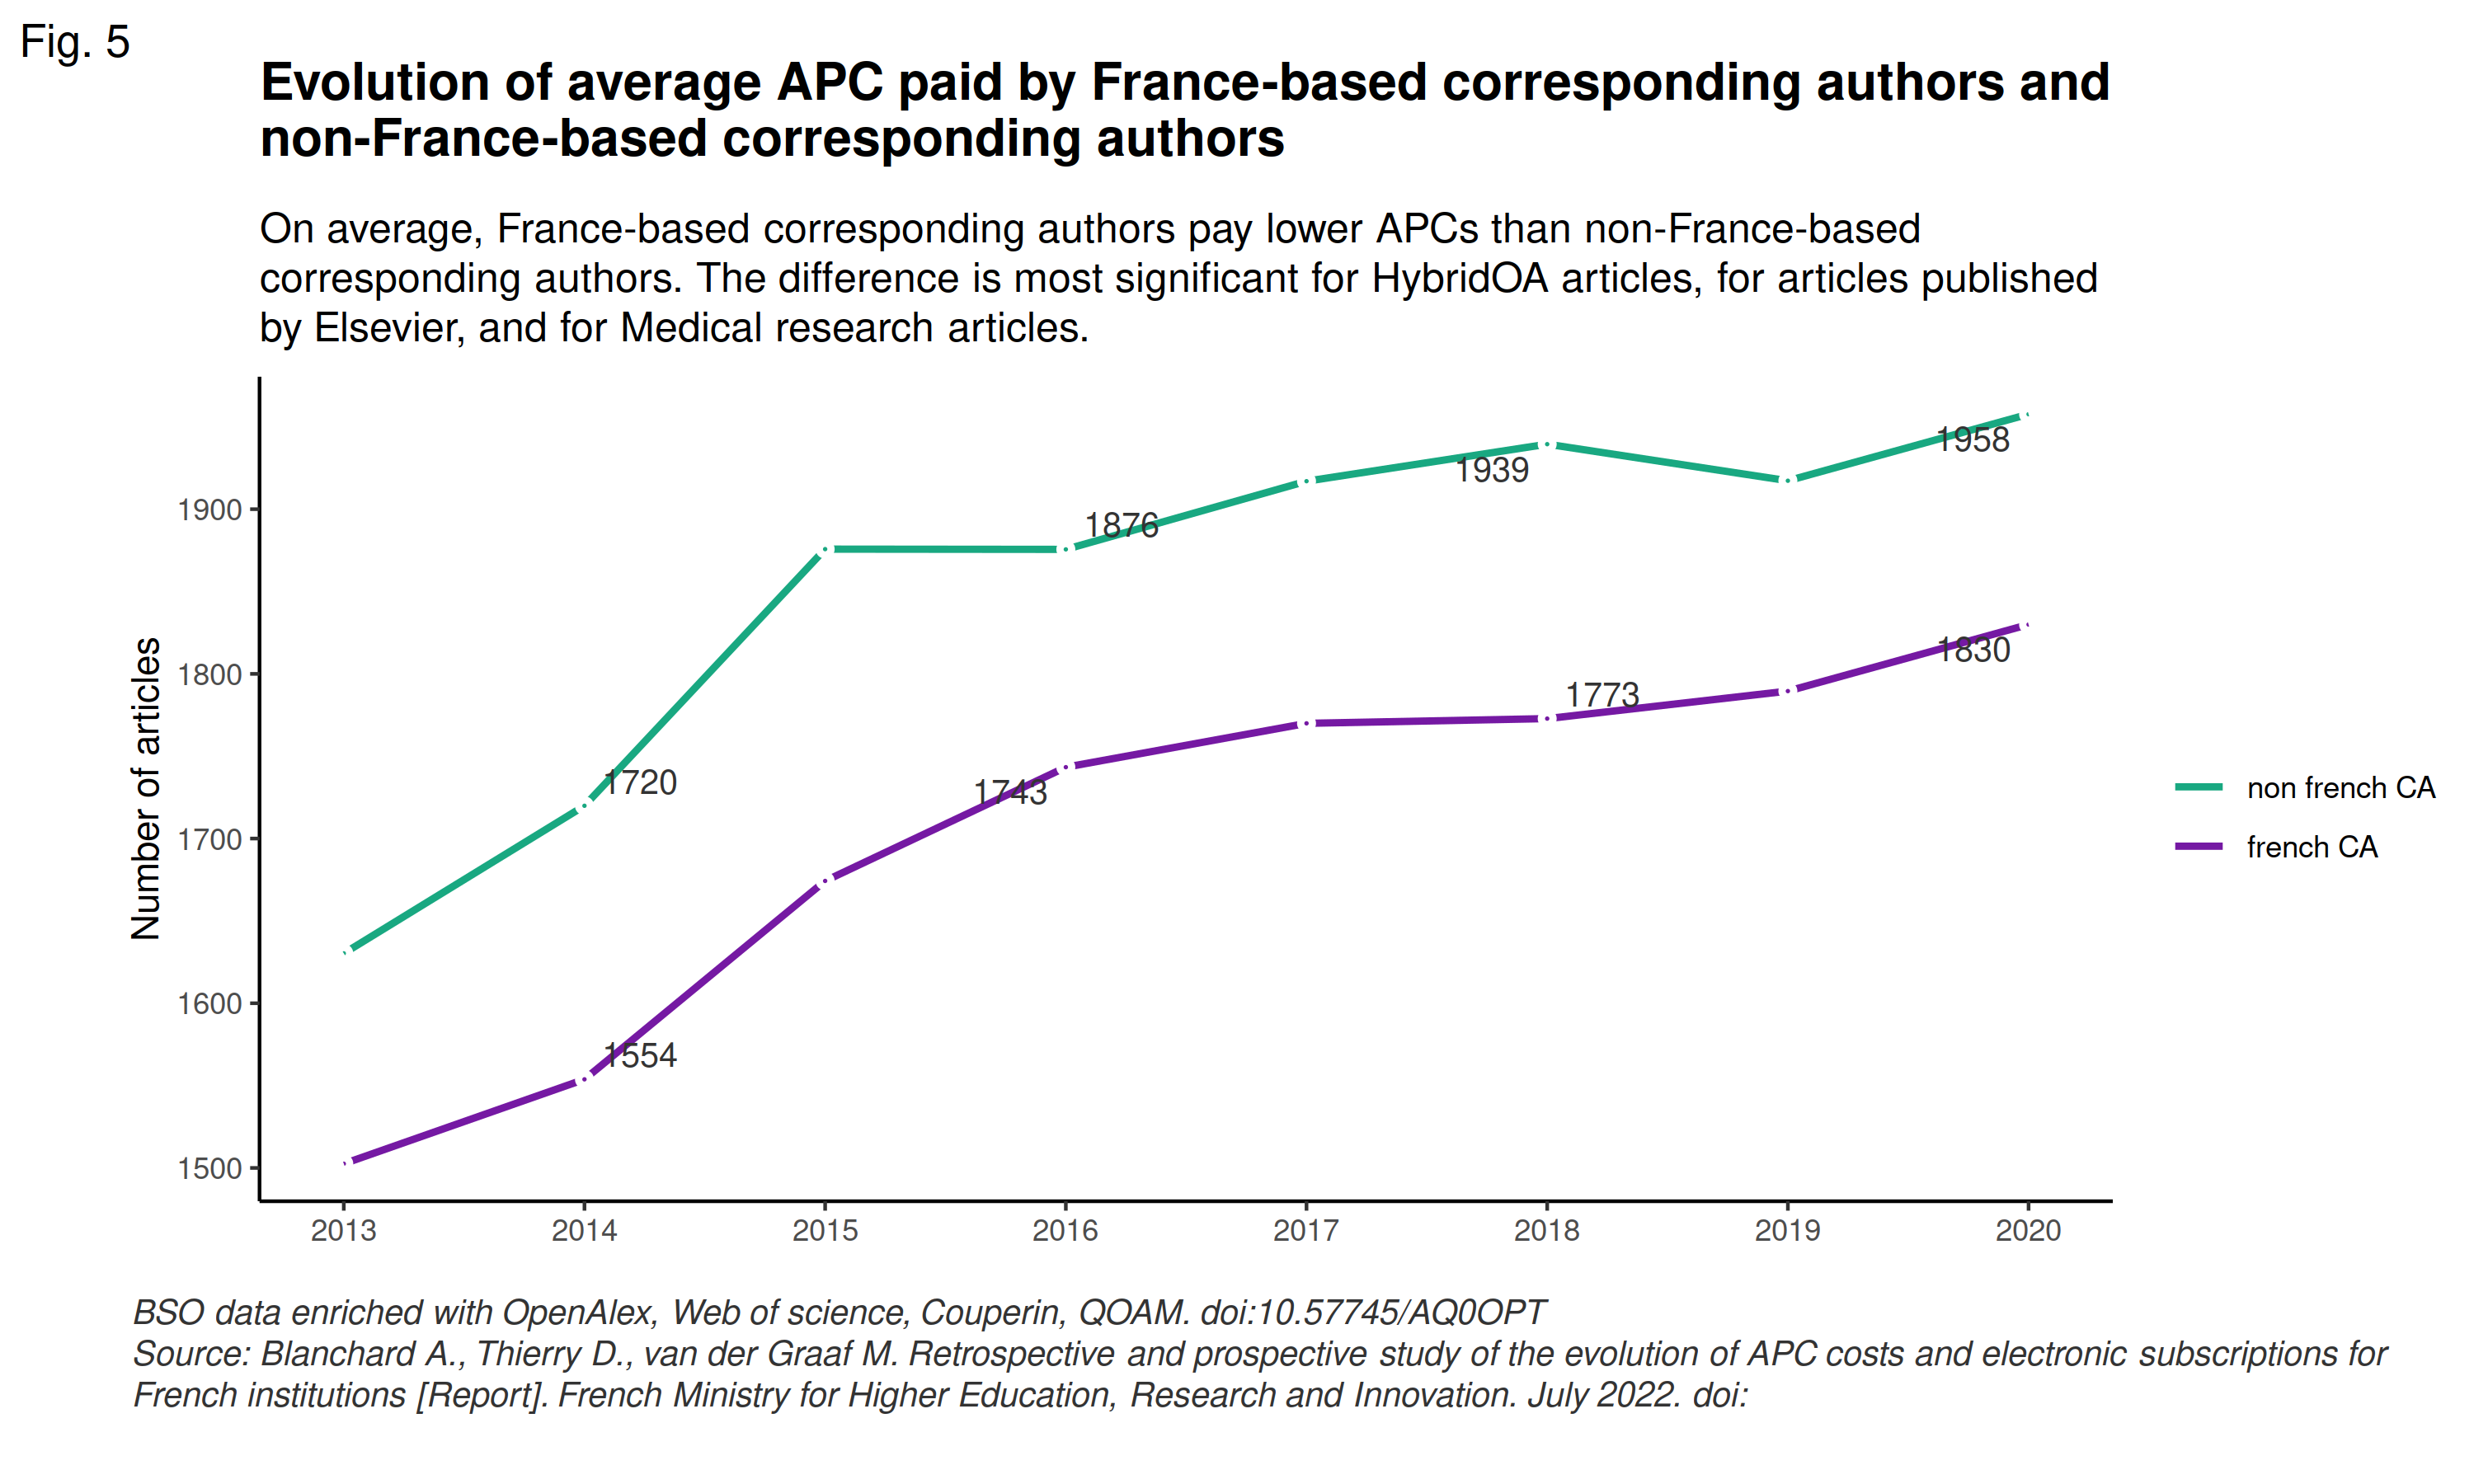 Fig. 5
Evolution of average APC paid by France-based corresponding authors and
non-France-based corresponding authors
On average, France-based corresponding authors pay lower APCs than non-France-based
corresponding authors. The difference is most significant for HybridOA articles, for articles published
by Elsevier, and for Medical research articles.
Number of articles
1900
1800
1700
1600
1500
1720
1876
1939
1958
1554
1743
1773
1830
2013 2014 2015 2016 2017 2018 2019 2020
non french CA
french CA
BSO data enriched with OpenAlex, Web of science, Couperin, QOAM. doi:10.57745/AQ0OPT
Source: Blanchard A., Thierry D., van der Graaf M. Retrospective and prospective study of the evolution of APC costs and electronic subscriptions for
French institutions [Report]. French Ministry for Higher Education, Research and Innovation. July 2022. doi: